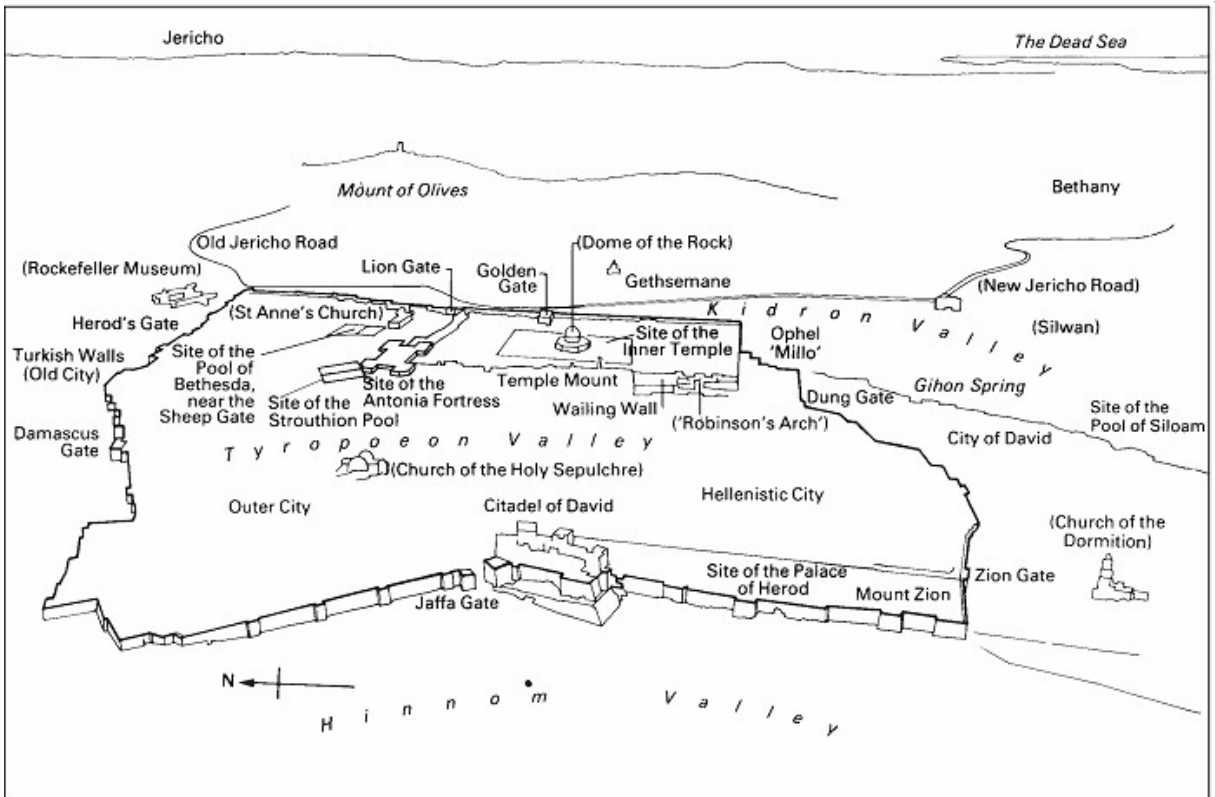 Jericho
The Dead Sea
Mount of Olives
Bethany
Old Jericho Road
(Dome of the Rock)
(Rockefeller Museum)
Lion Gate
Golden
Gate
Gethsemane
(New Jericho Road)
Herod's Gate
(St Anne's Church)
Kidron Valley
(Silwan)
Turkish Walls
(Old City)
Site of the
Pool of
Bethesda,
near the
Sheep Gate
Site of the
Inner Temple
Ophel
'Millo'
Site of the
Antonia Fortress
Temple Mount
Gihon Spring
Site of the
Strouthion Pool
Wailing Wall
Dung Gate
('Robinson's Arch')
Site of the
Pool of Siloam
Damascus
Gate
Tyropoeon Valley
City of David
(Church of the Holy Sepulchre)
Outer City
Citadel of David
Hellenistic City
(Church of the
Dormition)
Site of the Palace
of Herod
Mount Zion
Zion Gate
Jaffa Gate
N
Hinnom Valley